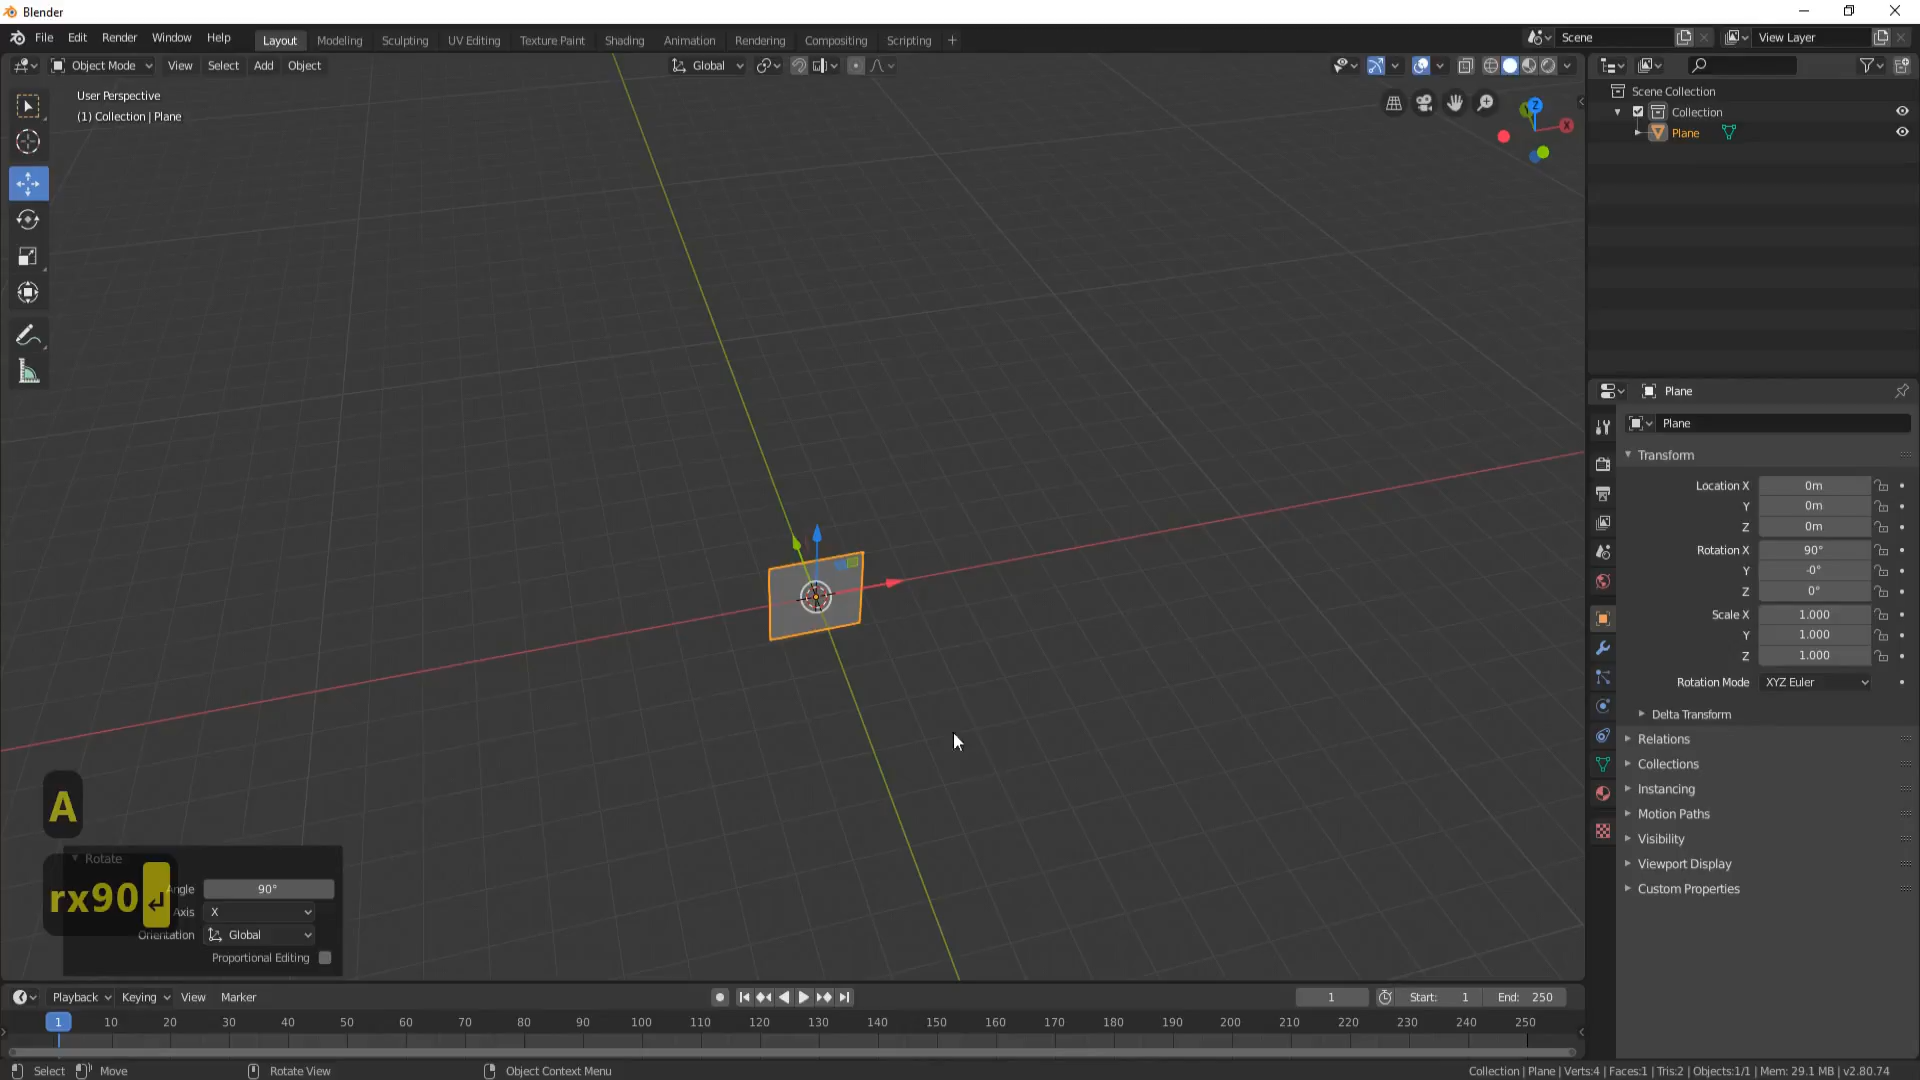 Blender
File Edit Render Window Help
Layout Modeling Sculpting UV Editing Texture Paint Shading Animation Rendering Compositing Scripting +
Scene
View Layer
Object Mode View Select Add Object
Global
User Perspective
(1) Collection | Plane
Z
X
Scene Collection
Collection
Plane
Plane
Plane
Transform
Location X 0m
Y 0m
Z 0m
Rotation X 90°
Y -0°
Z 0°
Scale X 1.000
Y 1.000
Z 1.000
Rotation Mode XYZ Euler
Delta Transform
Relations
Collections
Instancing
Motion Paths
Visibility
Viewport Display
Custom Properties
A
rx90
Rotate
Angle 90°
Axis X
Orientation Global
Proportional Editing
Playback Keying View Marker
1
Start: 1
End: 250
1 10 20 30 40 50 60 70 80 90 100 110 120 130 140 150 160 170 180 190 200 210 220 230 240 250
Select Move Rotate View Object Context Menu
Collection | Plane | Verts:4 | Faces:1 | Tris:2 | Objects:1/1 | Mem: 29.1 MB | v2.80.74